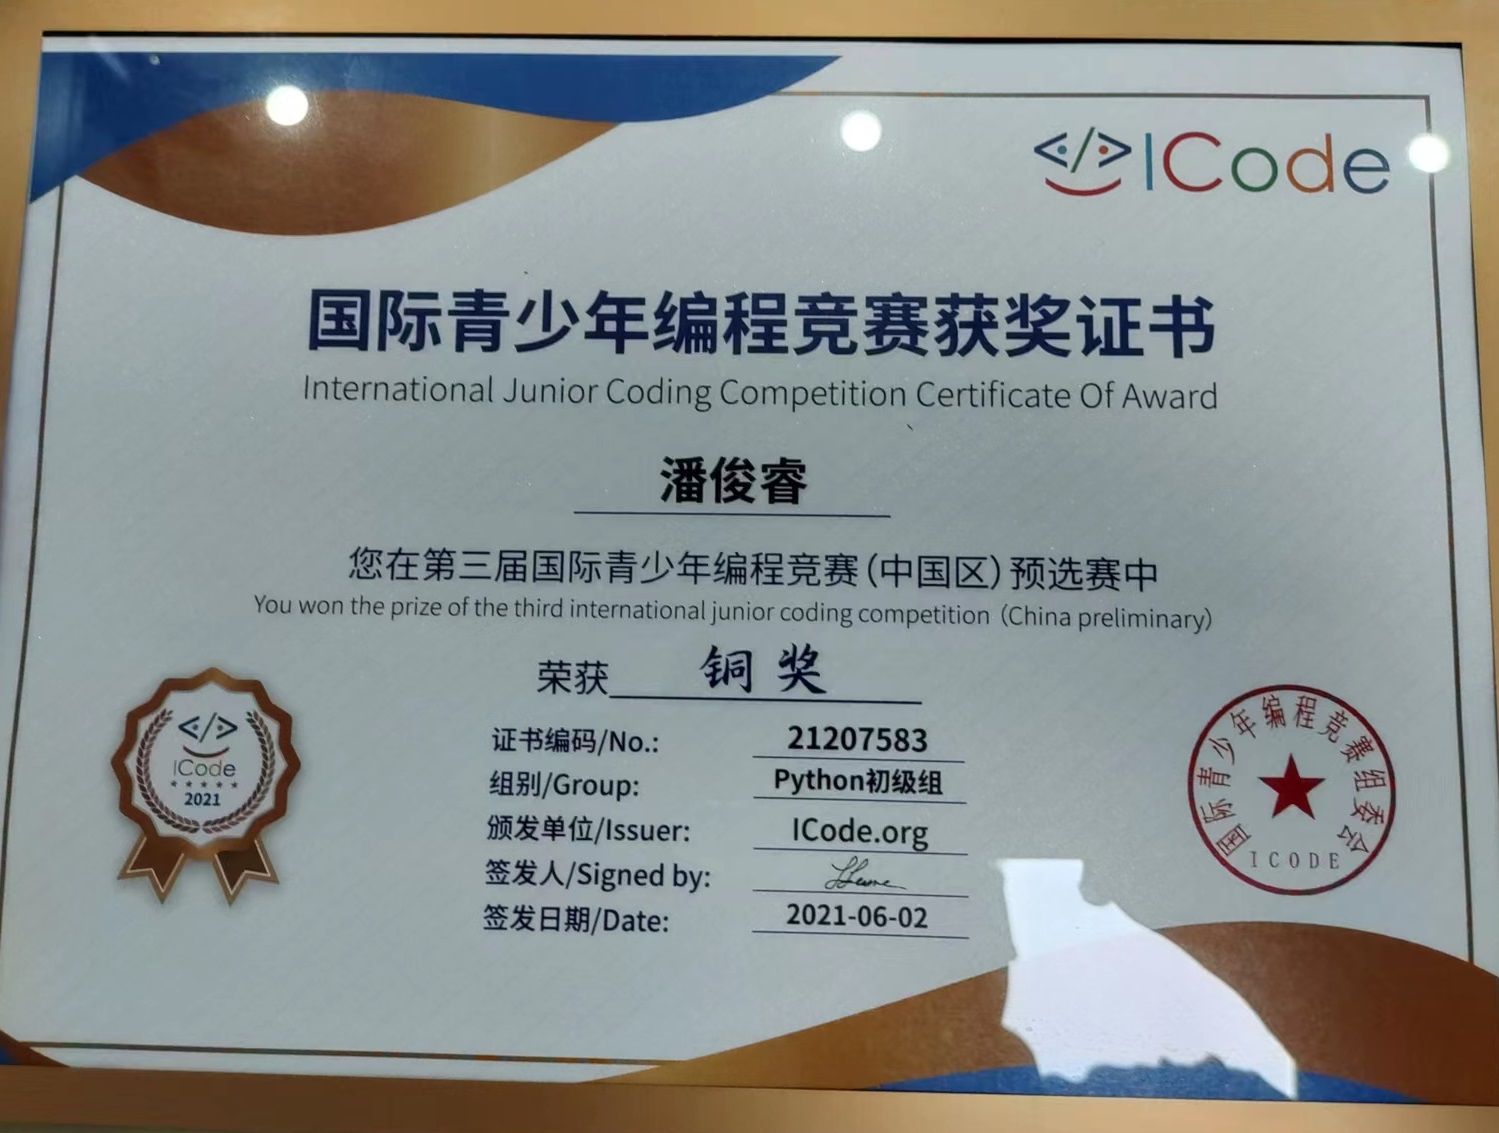 ICode
国际青少年编程竞赛获奖证书
International Junior Coding Competition Certificate Of Award
潘俊睿
您在第三届国际青少年编程竞赛(中国区)预选赛中
You won the prize of the third international junior coding competition (China preliminary)
荣获 铜奖
证书编码/No.: 21207583
组别/Group: Python初级组
颁发单位/Issuer: ICode.org
签发人/Signed by:
签发日期/Date: 2021-06-02
ICode
2021
国际青少年编程竞赛组委会
ICODE